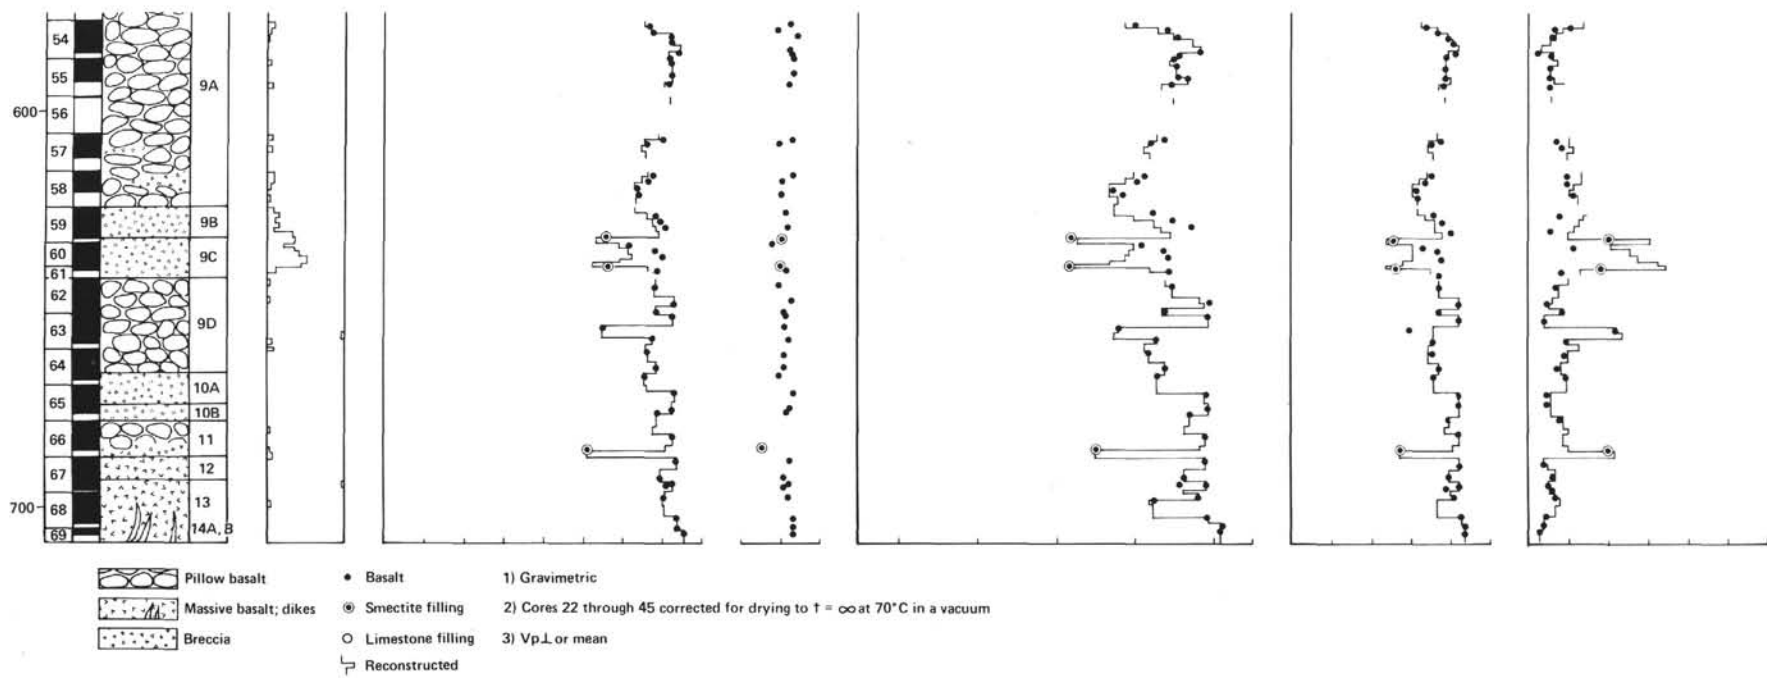 54
55
600
56
57
58
59
60
61
62
63
64
65
66
67
700
68
69
9A
9B
9C
9D
10A
10B
11
12
13
14A, B
Pillow basalt
Massive basalt; dikes
Breccia
Basalt
Smectite filling
Limestone filling
Reconstructed
1) Gravimetric
2) Cores 22 through 45 corrected for drying to t = ∞ at 70°C in a vacuum
3) Vp⊥ or mean